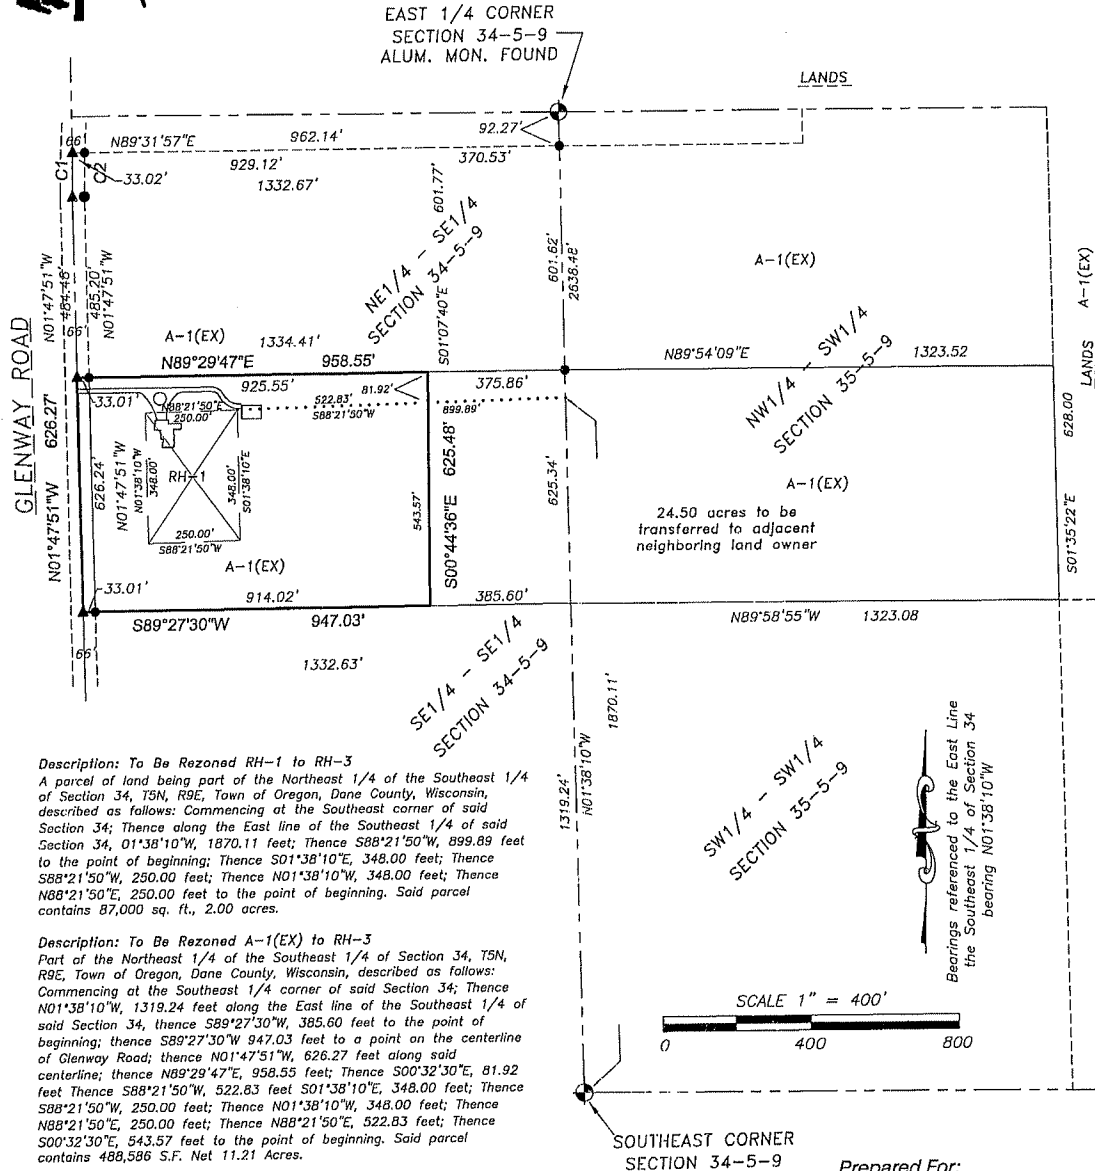 EAST 1/4 CORNER
SECTION 34-5-9
ALUM. MON. FOUND
LANDS
66'
N89°31'57"E
962.14'
92.27'
C1
C2
33.02'
929.12'
370.53'
1332.67'
601.77'
NE1/4 - SE1/4
SECTION 34-5-9
S01°07'40"E
601.62'
2638.48'
A-1(EX)
A-1(EX)
LANDS
N01°47'51"W
484.48'
485.20'
N01°47'51"W
66'
GLENWAY ROAD
A-1(EX)
1334.41'
N89°29'47"E
958.55'
N89°54'09"E
1323.52
NW1/4 - SW1/4
SECTION 35-5-9
925.55'
81.92'
375.86'
33.01'
N88°21'50"E
250.00'
522.83'
S88°21'50"W
899.89'
N01°47'51"W 626.27'
626.24'
N01°47'51"W
N01°38'10"W
348.00'
RH-1
348.00'
S01°38'10"E
543.57'
S00°44'36"E 625.48'
625.34'
A-1(EX)
24.50 acres to be
transferred to adjacent
neighboring land owner
628.00
S01°35'22"E
250.00'
S88°21'50"W
A-1(EX)
33.01'
914.02'
385.60'
S89°27'30"W
947.03'
N89°58'55"W
1323.08
66'
1332.63'
SE1/4 - SE1/4
SECTION 34-5-9
1870.11'
1319.24'
N01°38'10"W
SW1/4 - SW1/4
SECTION 35-5-9
Bearings referenced to the East Line
the Southeast 1/4 of Section 34
bearing N01°38'10"W
Description: To Be Rezoned RH-1 to RH-3
A parcel of land being part of the Northeast 1/4 of the Southeast 1/4
of Section 34, T5N, R9E, Town of Oregon, Dane County, Wisconsin,
described as follows: Commencing at the Southeast corner of said
Section 34; Thence along the East line of the Southeast 1/4 of said
Section 34, 01°38'10"W, 1870.11 feet; Thence S88°21'50"W, 899.89 feet
to the point of beginning; Thence S01°38'10"E, 348.00 feet; Thence
S88°21'50"W, 250.00 feet; Thence N01°38'10"W, 348.00 feet; Thence
N88°21'50"E, 250.00 feet to the point of beginning. Said parcel
contains 87,000 sq. ft., 2.00 acres.
Description: To Be Rezoned A-1(EX) to RH-3
Part of the Northeast 1/4 of the Southeast 1/4 of Section 34, T5N,
R9E, Town of Oregon, Dane County, Wisconsin, described as follows:
Commencing at the Southeast 1/4 corner of said Section 34; Thence
N01°38'10"W, 1319.24 feet along the East line of the Southeast 1/4 of
said Section 34, thence S89°27'30"W, 385.60 feet to the point of
beginning; thence S89°27'30"W 947.03 feet to a point on the centerline
of Glenway Road; thence N01°47'51"W, 626.27 feet along said
centerline; thence N89°29'47"E, 958.55 feet; Thence S00°32'30"E, 81.92
feet Thence S88°21'50"W, 522.83 feet S01°38'10"E, 348.00 feet; Thence
S88°21'50"W, 250.00 feet; Thence N01°38'10"W, 348.00 feet; Thence
N88°21'50"E, 250.00 feet; Thence N88°21'50"E, 522.83 feet; Thence
S00°32'30"E, 543.57 feet to the point of beginning. Said parcel
contains 488,586 S.F. Net 11.21 Acres.
SCALE 1" = 400'
0 400 800
SOUTHEAST CORNER
SECTION 34-5-9
Prepared For: